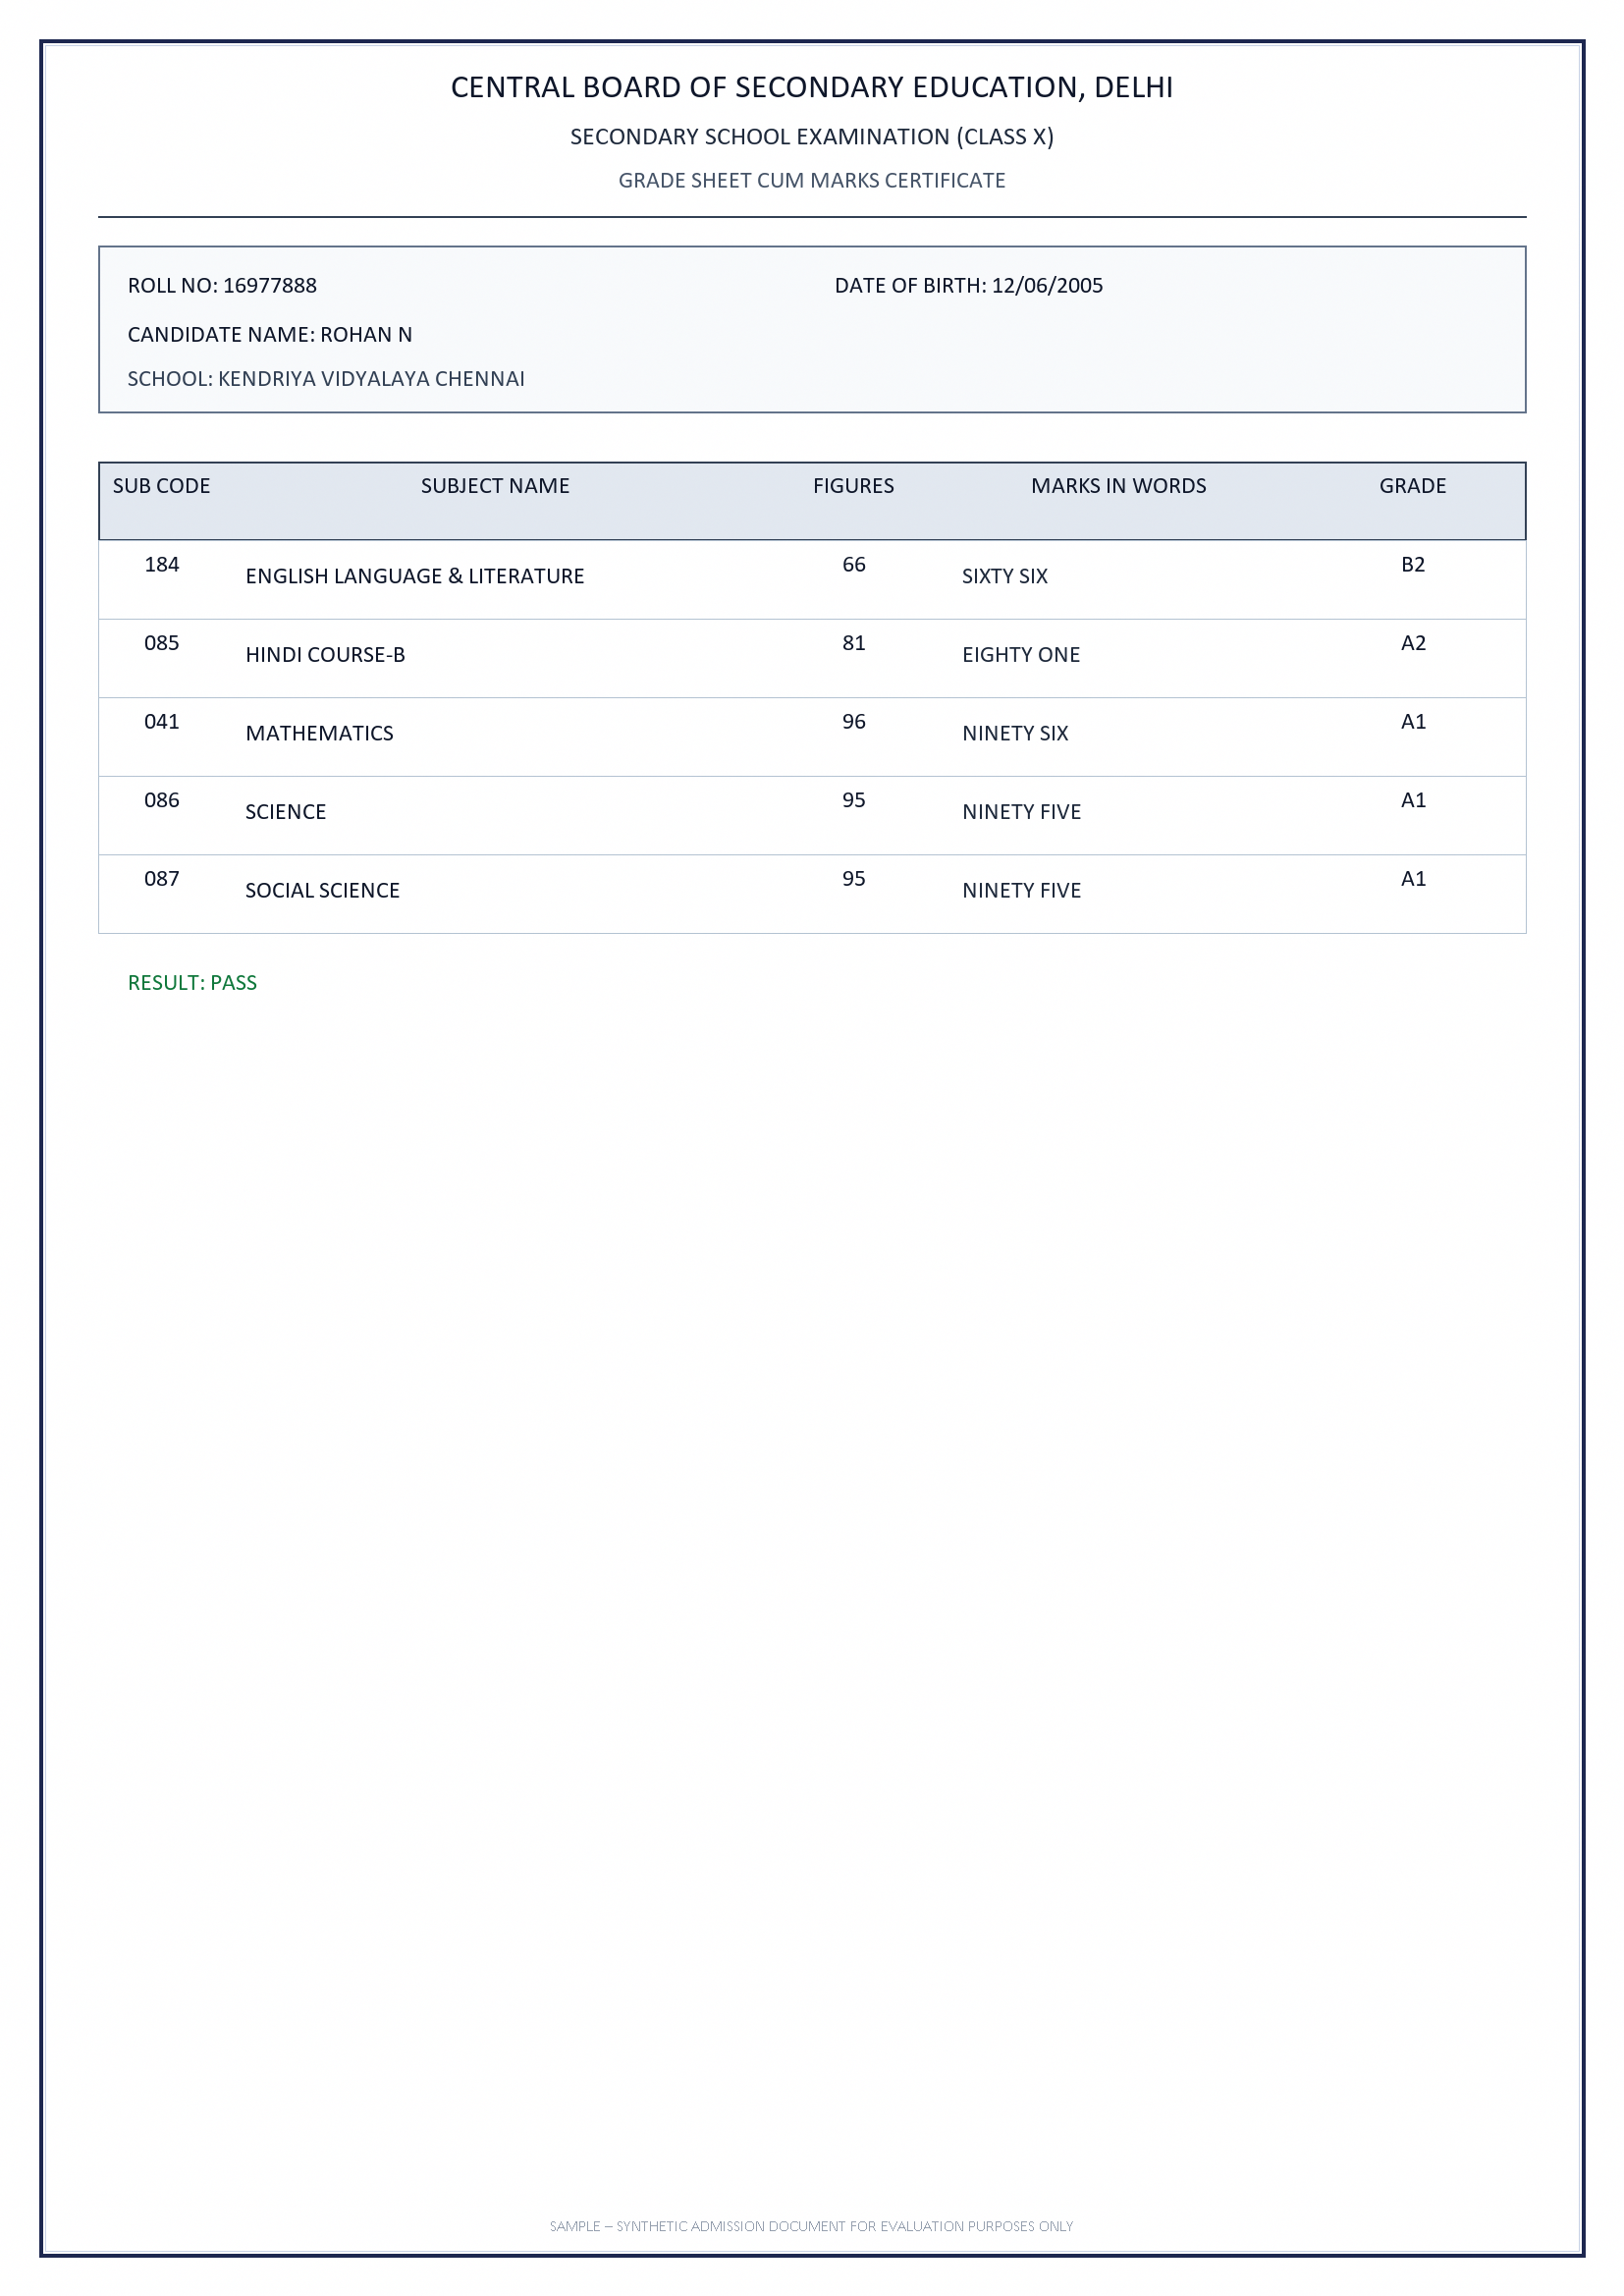 CENTRAL BOARD OF SECONDARY EDUCATION, DELHI
SECONDARY SCHOOL EXAMINATION (CLASS X)
GRADE SHEET CUM MARKS CERTIFICATE
ROLL NO: 16977888 DATE OF BIRTH: 12/06/2005
CANDIDATE NAME: ROHAN N
SCHOOL: KENDRIYA VIDYALAYA CHENNAI
SUB CODE SUBJECT NAME FIGURES MARKS IN WORDS GRADE
184 ENGLISH LANGUAGE & LITERATURE 66 SIXTY SIX B2
085 HINDI COURSE-B 81 EIGHTY ONE A2
041 MATHEMATICS 96 NINETY SIX A1
086 SCIENCE 95 NINETY FIVE A1
087 SOCIAL SCIENCE 95 NINETY FIVE A1
RESULT: PASS
SAMPLE – SYNTHETIC ADMISSION DOCUMENT FOR EVALUATION PURPOSES ONLY